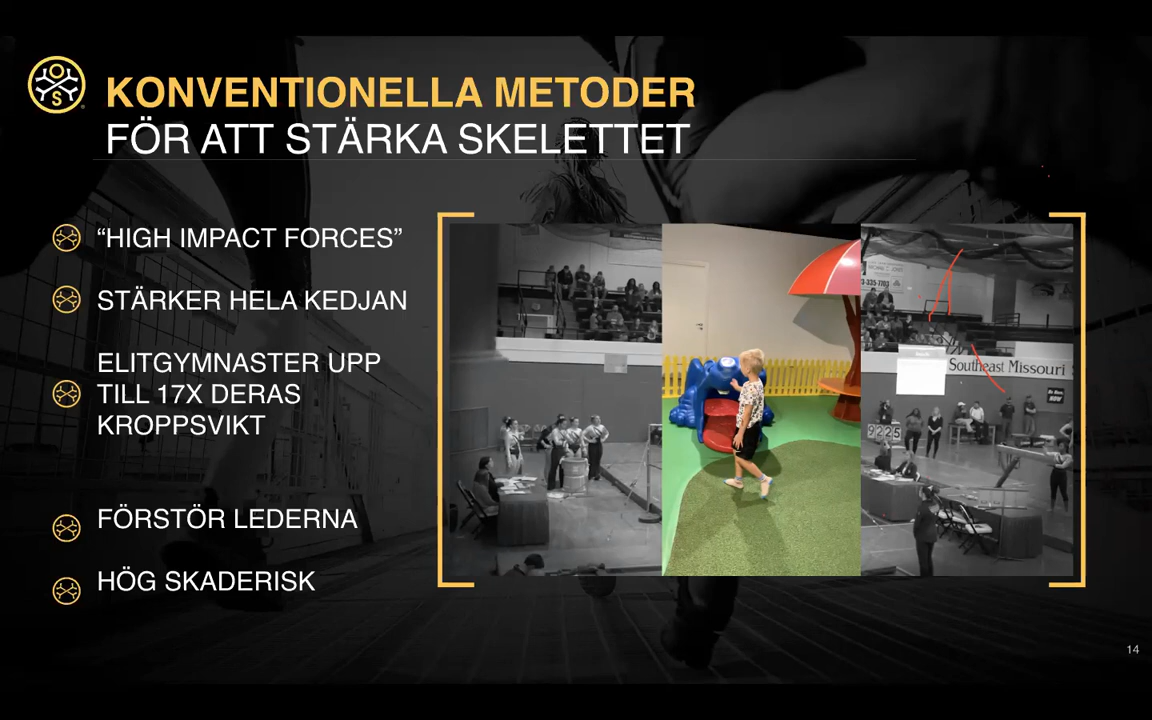 KONVENTIONELLA METODER
FÖR ATT STÄRKA SKELETTET
“HIGH IMPACT FORCES”
STÄRKER HELA KEDJAN
ELITGYMNASTER UPP
TILL 17X DERAS
KROPPSVIKT
FÖRSTÖR LEDERNA
HÖG SKADERISK
Southeast Missouri S
9225
14